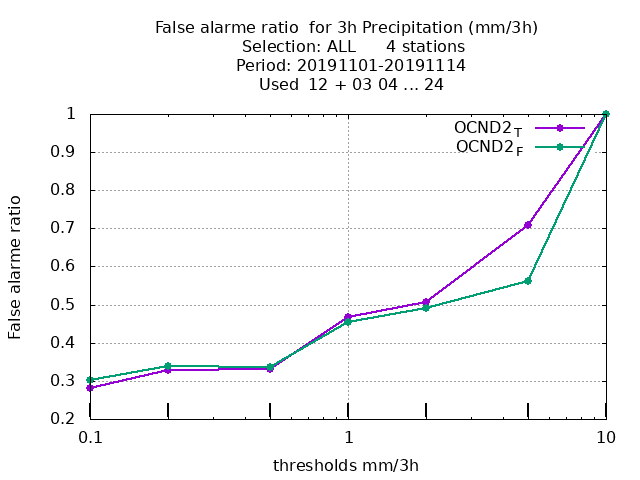 False alarme ratio  for 3h Precipitation (mm/3h)
Selection: ALL      4 stations
Period: 20191101-20191114
Used  12 + 03 04 ... 24
OCND2_T
OCND2_F
1
0.9
0.8
0.7
0.6
0.5
0.4
0.3
0.2
False alarme ratio
0.1 1 10
thresholds mm/3h